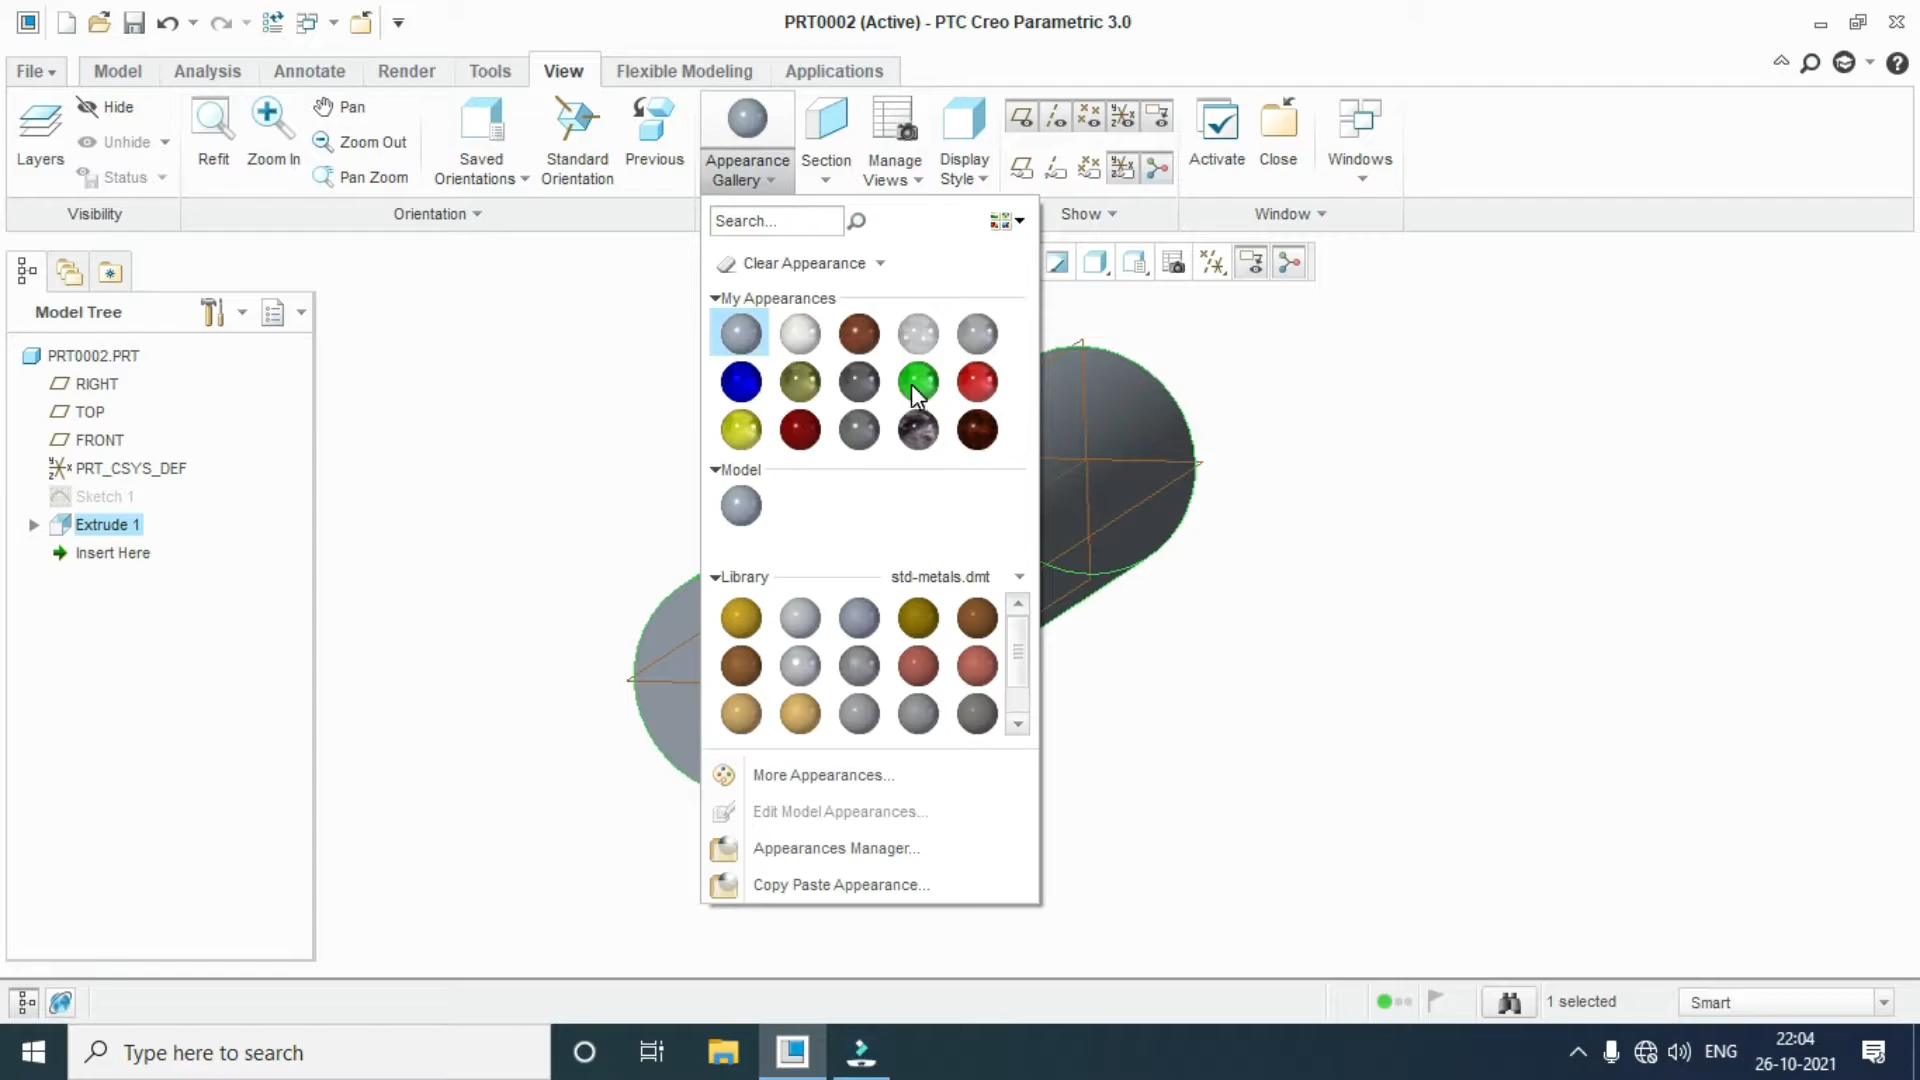 PRT0002 (Active) - PTC Creo Parametric 3.0
File Model Analysis Annotate Render Tools View Flexible Modeling Applications
Layers
Hide
Unhide
Status
Visibility
Refit
Zoom In
Pan
Zoom Out
Pan Zoom
Saved
Orientations
Standard
Orientation
Previous
Orientation
Appearance
Gallery
Section
Manage
Views
Display
Style
Show
Activate
Close
Windows
Window
Search...
Clear Appearance
My Appearances
Model
Library
std-metals.dmt
More Appearances...
Edit Model Appearances...
Appearances Manager...
Copy Paste Appearance...
Model Tree
PRT0002.PRT
RIGHT
TOP
FRONT
PRT_CSYS_DEF
Sketch 1
Extrude 1
Insert Here
1 selected
Smart
Type here to search
ENG
22:04
26-10-2021